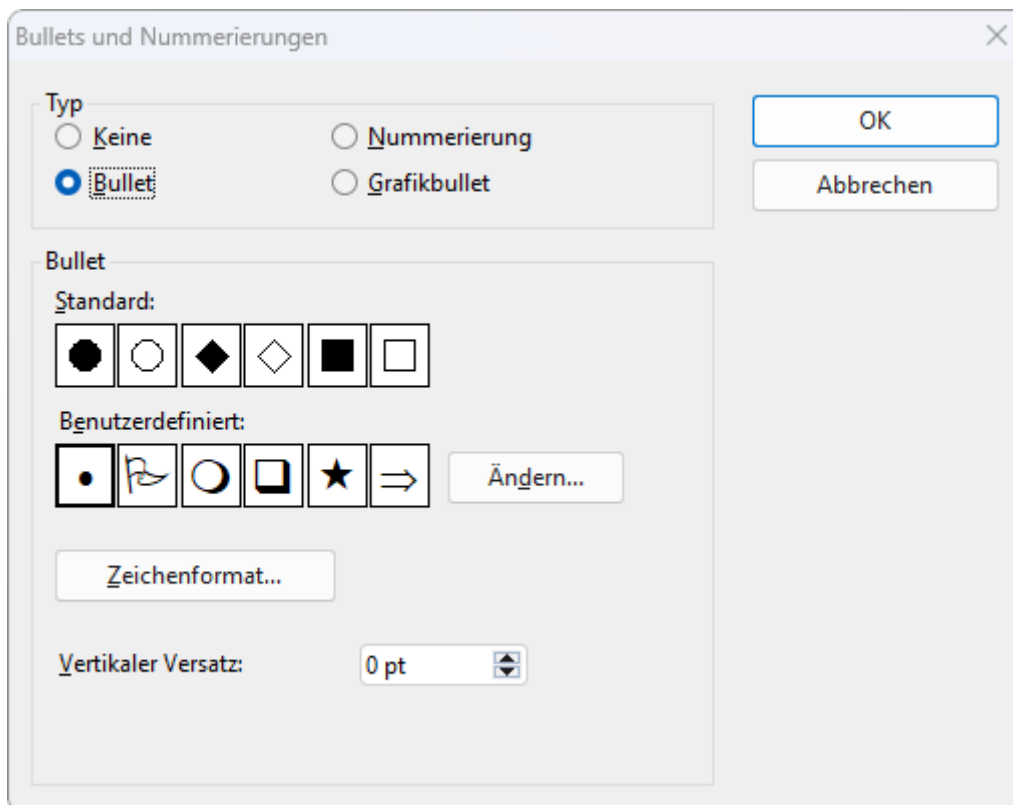 Bullets und Nummerierungen
Typ
Keine
Nummerierung
OK
Bullet
Grafikbullet
Abbrechen
Bullet
Standard:
Benutzerdefiniert:
Ändern...
Zeichenformat...
Vertikaler Versatz:
0 pt